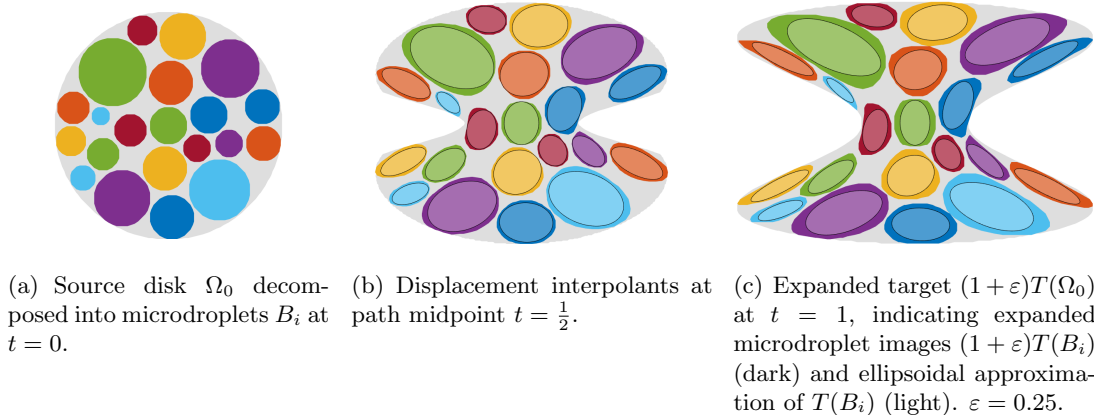 (a) Source disk Ω₀ decom-
posed into microdroplets Bᵢ at
t = 0.
(b) Displacement interpolants at
path midpoint t = 1/2.
(c) Expanded target (1 + ε)T(Ω₀)
at t = 1, indicating expanded
microdroplet images (1 + ε)T(Bᵢ)
(dark) and ellipsoidal approxima-
tion of T(Bᵢ) (light). ε = 0.25.